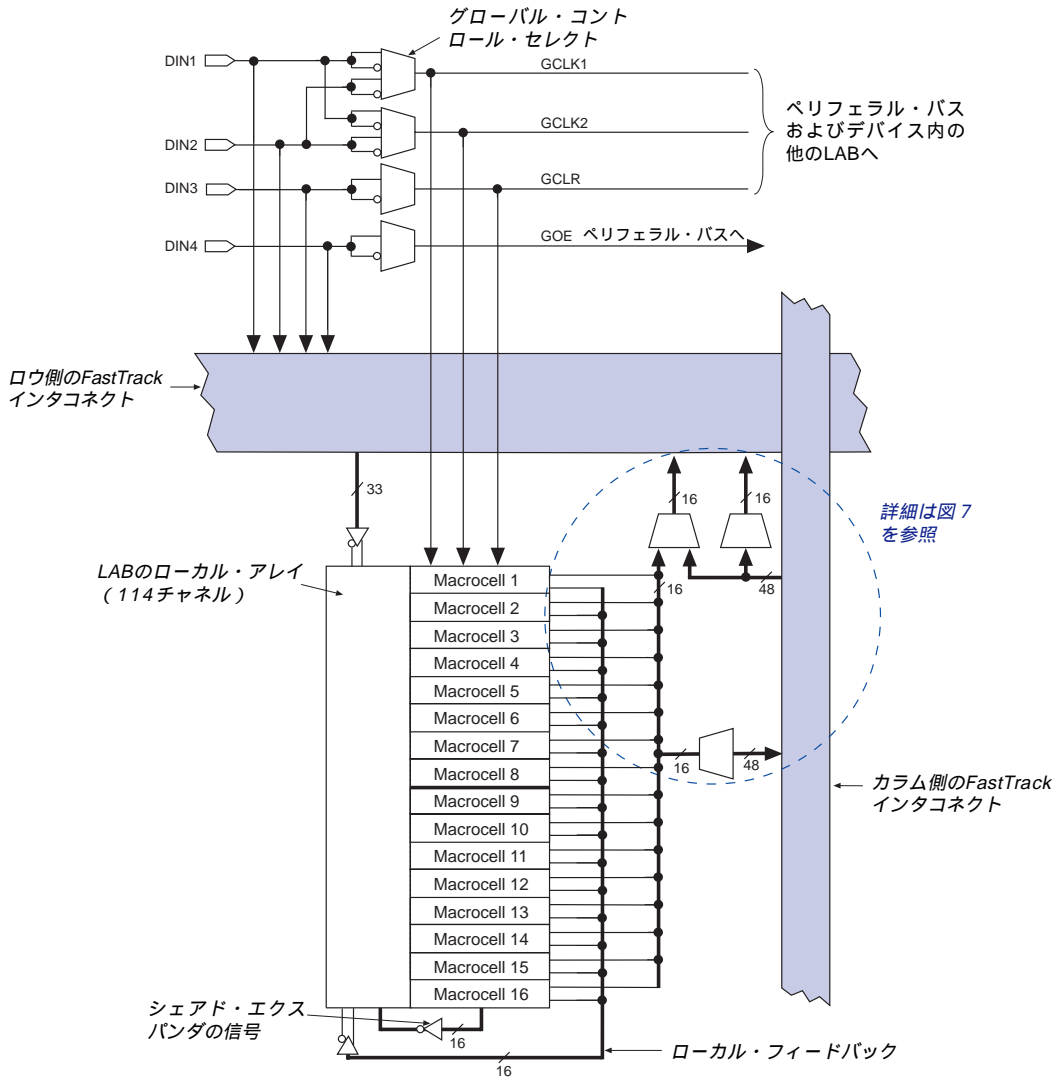 グローバル・コント
ロール・セレクト
DIN1
GCLK1
ペリフェラル・バス
およびデバイス内の
他のLABへ
GCLK2
DIN2
DIN3
GCLR
DIN4
GOE ペリフェラル・バスへ
ロウ側のFastTrack
インタコネクト
33
16
16
詳細は図 7
を参照
LABのローカル・アレイ
（114チャネル）
Macrocell 1
16
48
Macrocell 2
Macrocell 3
Macrocell 4
Macrocell 5
Macrocell 6
Macrocell 7
16
48
Macrocell 8
カラム側のFastTrack
インタコネクト
Macrocell 9
Macrocell 10
Macrocell 11
Macrocell 12
Macrocell 13
Macrocell 14
Macrocell 15
Macrocell 16
シェアド・エクス
パンダの信号
16
ローカル・フィードバック
16